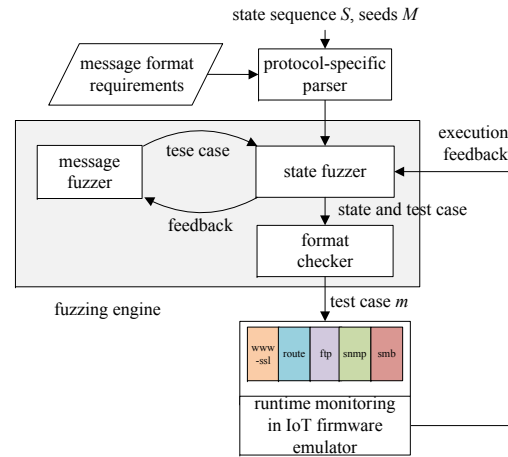 state sequence S, seeds M
message format
requirements
protocol-specific
parser
execution
feedback
message
fuzzer
tese case
state fuzzer
feedback
state and test case
format
checker
fuzzing engine
test case m
www
-ssl
route
ftp
snmp
smb
runtime monitoring
in IoT firmware
emulator